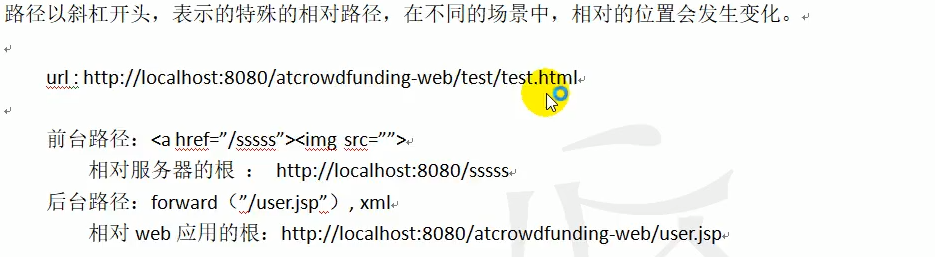 路径以斜杠开头，表示的特殊的相对路径，在不同的场景中，相对的位置会发生变化。
url : http://localhost:8080/atcrowdfunding-web/test/test.html
前台路径：<a href=”/sssss”><img src=””>
相对服务器的根 ： http://localhost:8080/sssss
后台路径：forward（”/user.jsp”）, xml
相对 web 应用的根：http://localhost:8080/atcrowdfunding-web/user.jsp